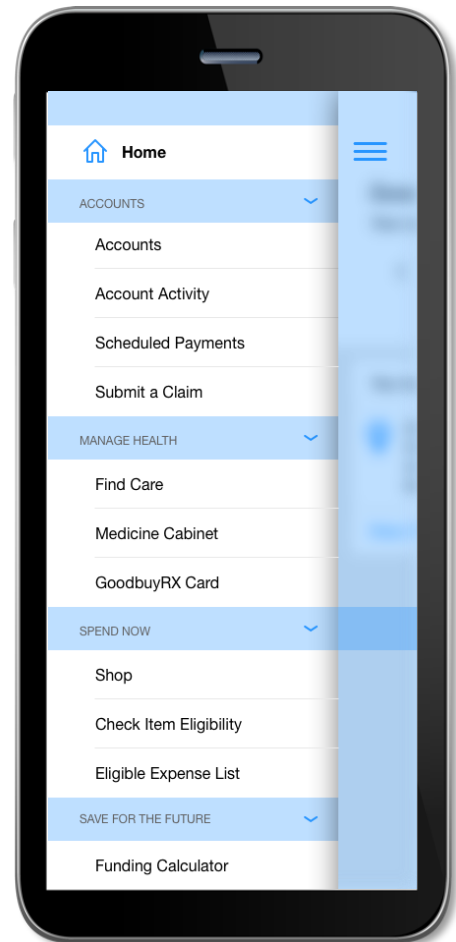 Home
ACCOUNTS
Accounts
Account Activity
Scheduled Payments
Submit a Claim
MANAGE HEALTH
Find Care
Medicine Cabinet
GoodbuyRX Card
SPEND NOW
Shop
Check Item Eligibility
Eligible Expense List
SAVE FOR THE FUTURE
Funding Calculator